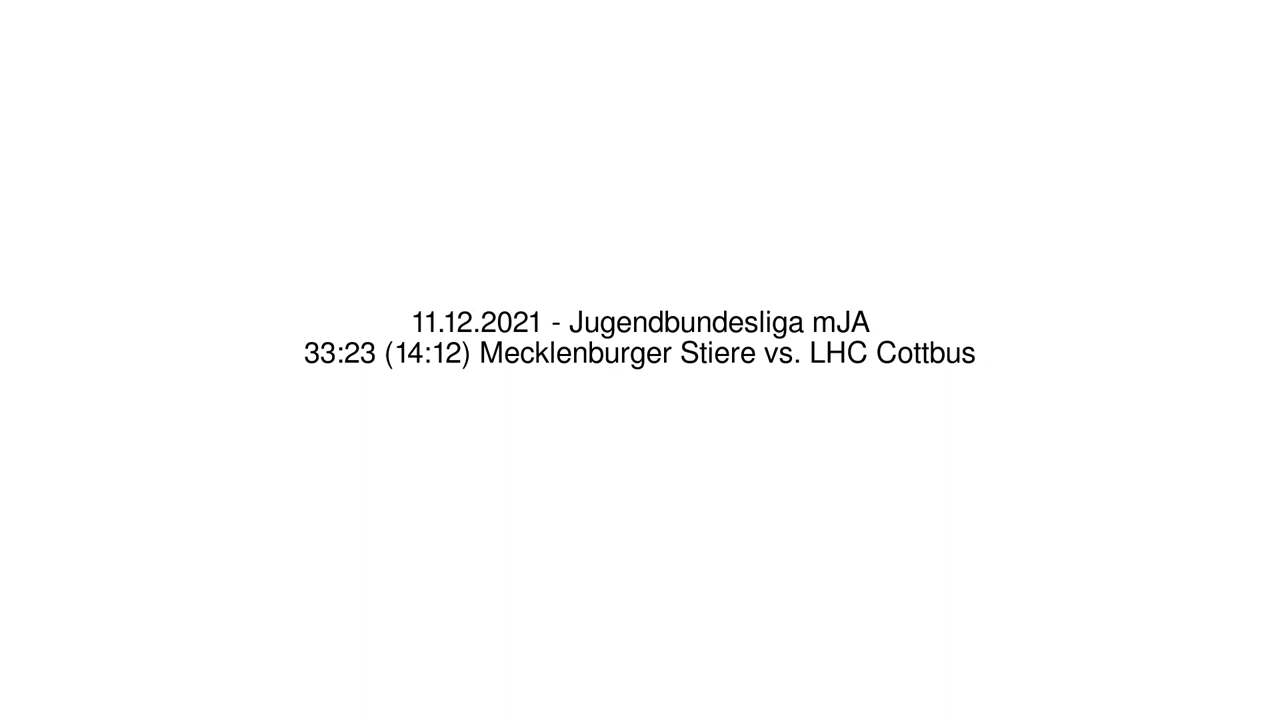 11.12.2021 - Jugendbundesliga mJA
33:23 (14:12) Mecklenburger Stiere vs. LHC Cottbus